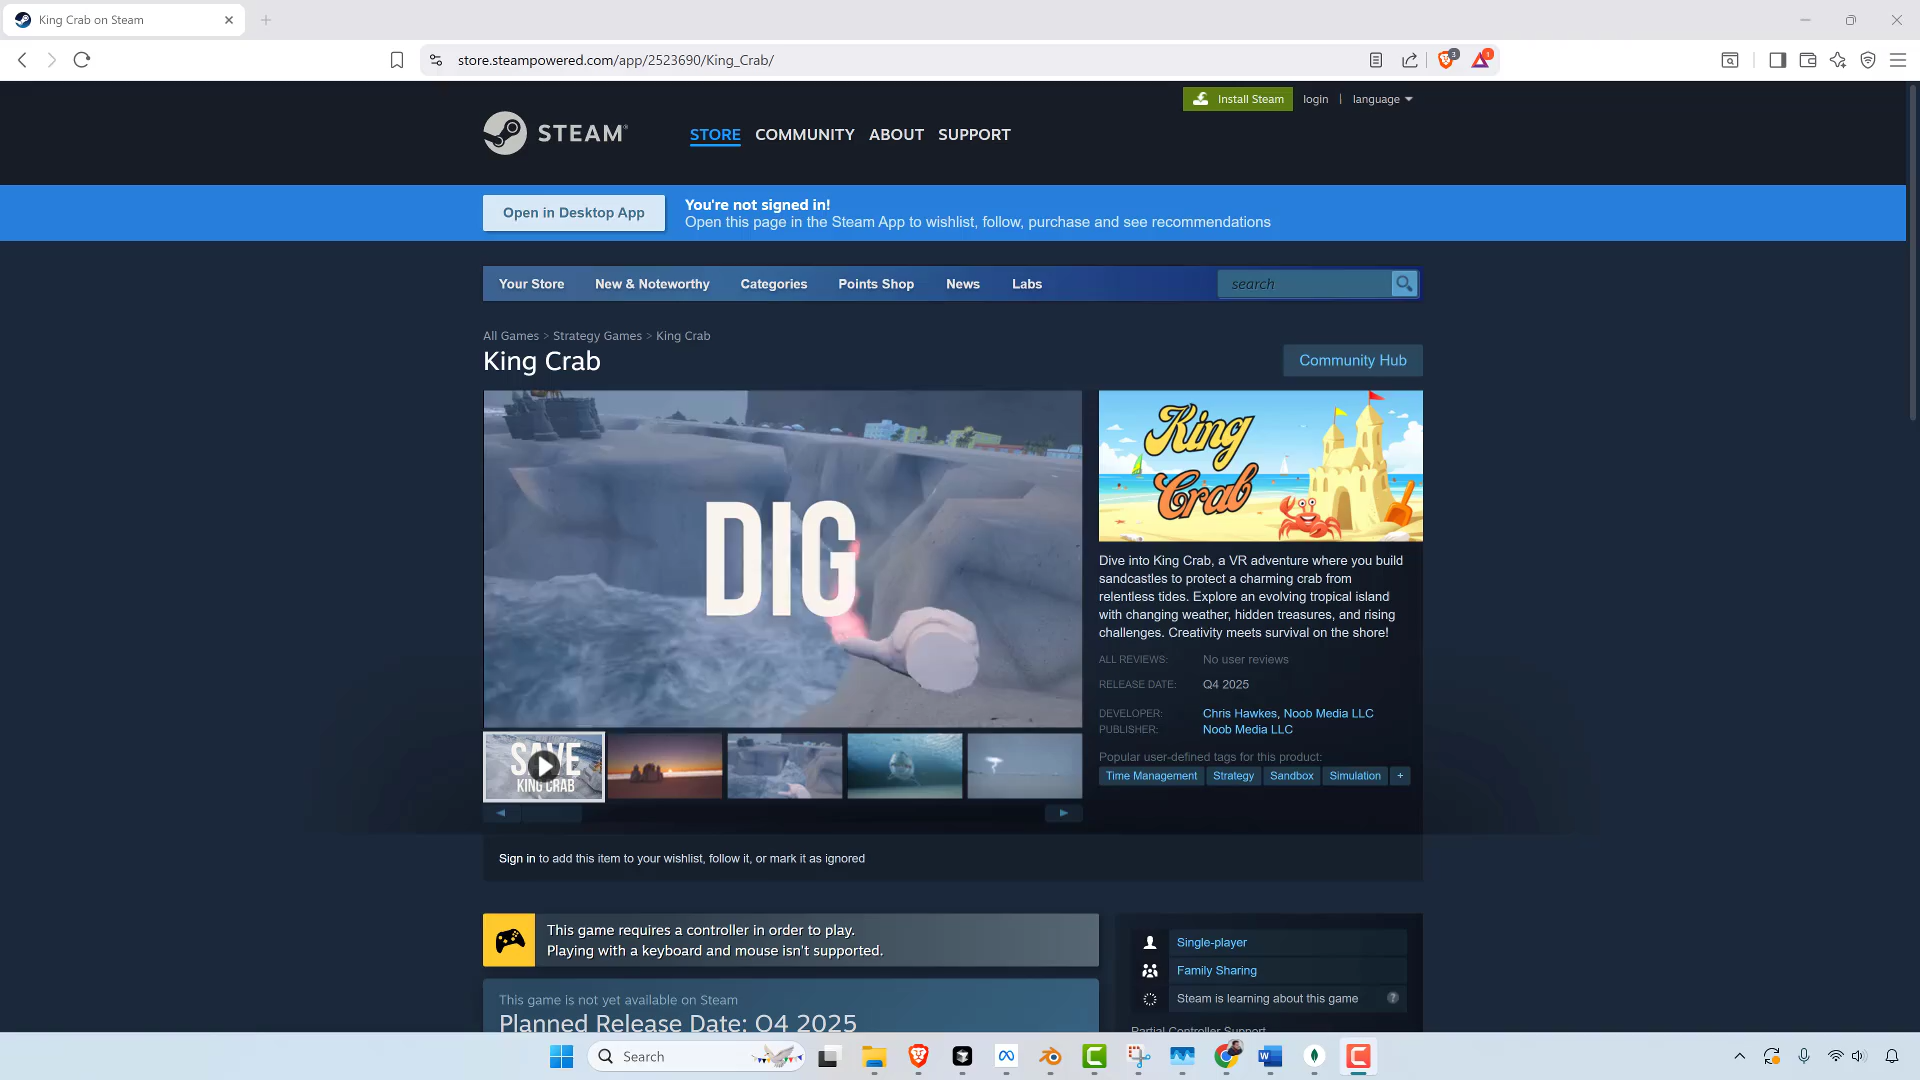 King Crab on Steam
store.steampowered.com/app/2523690/King_Crab/
3
1
Install Steam
login
|
language
STEAM®
STORE
COMMUNITY
ABOUT
SUPPORT
Open in Desktop App
You're not signed in!
Open this page in the Steam App to wishlist, follow, purchase and see recommendations
Your Store
New & Noteworthy
Categories
Points Shop
News
Labs
search
All Games > Strategy Games > King Crab
King Crab
Community Hub
DIG
King
Crab
Dive into King Crab, a VR adventure where you build
sandcastles to protect a charming crab from
relentless tides. Explore an evolving tropical island
with changing weather, hidden treasures, and rising
challenges. Creativity meets survival on the shore!
ALL REVIEWS: No user reviews
RELEASE DATE: Q4 2025
DEVELOPER: Chris Hawkes, Noob Media LLC
PUBLISHER: Noob Media LLC
Popular user-defined tags for this product:
Time Management
Strategy
Sandbox
Simulation
+
SAVE
KING CRAB
Sign in to add this item to your wishlist, follow it, or mark it as ignored
This game requires a controller in order to play.
Playing with a keyboard and mouse isn't supported.
This game is not yet available on Steam
Planned Release Date: Q4 2025
Single-player
Family Sharing
Steam is learning about this game
?
Partial Controller Support
Search